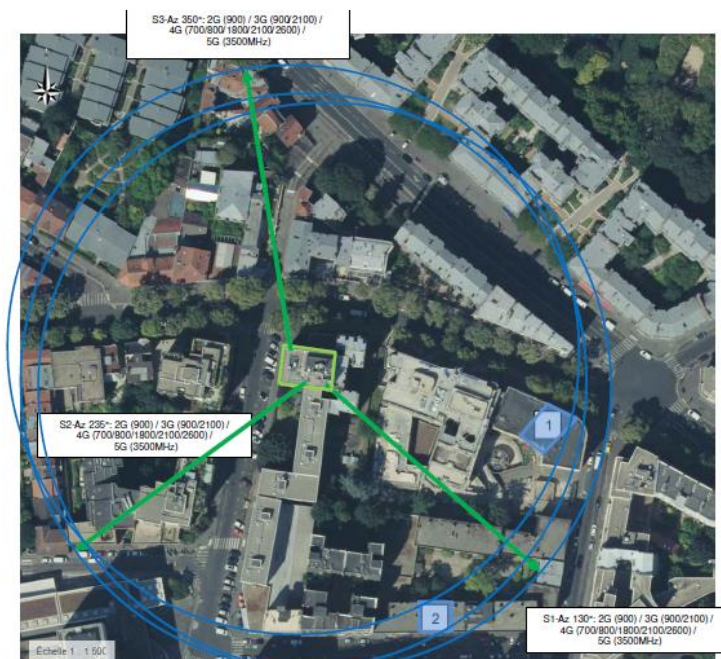 S3-Az 350°: 2G (900) / 3G (900/2100) /
4G (700/800/1800/2100/2600) /
5G (3500MHz)
S2-Az 235°: 2G (900) / 3G (900/2100) /
4G (700/800/1800/2100/2600) /
5G (3500MHz)
1
2
S1-Az 130°: 2G (900) / 3G (900/2100) /
4G (700/800/1800/2100/2600) /
5G (3500MHz)
Échelle 1 : 1 500